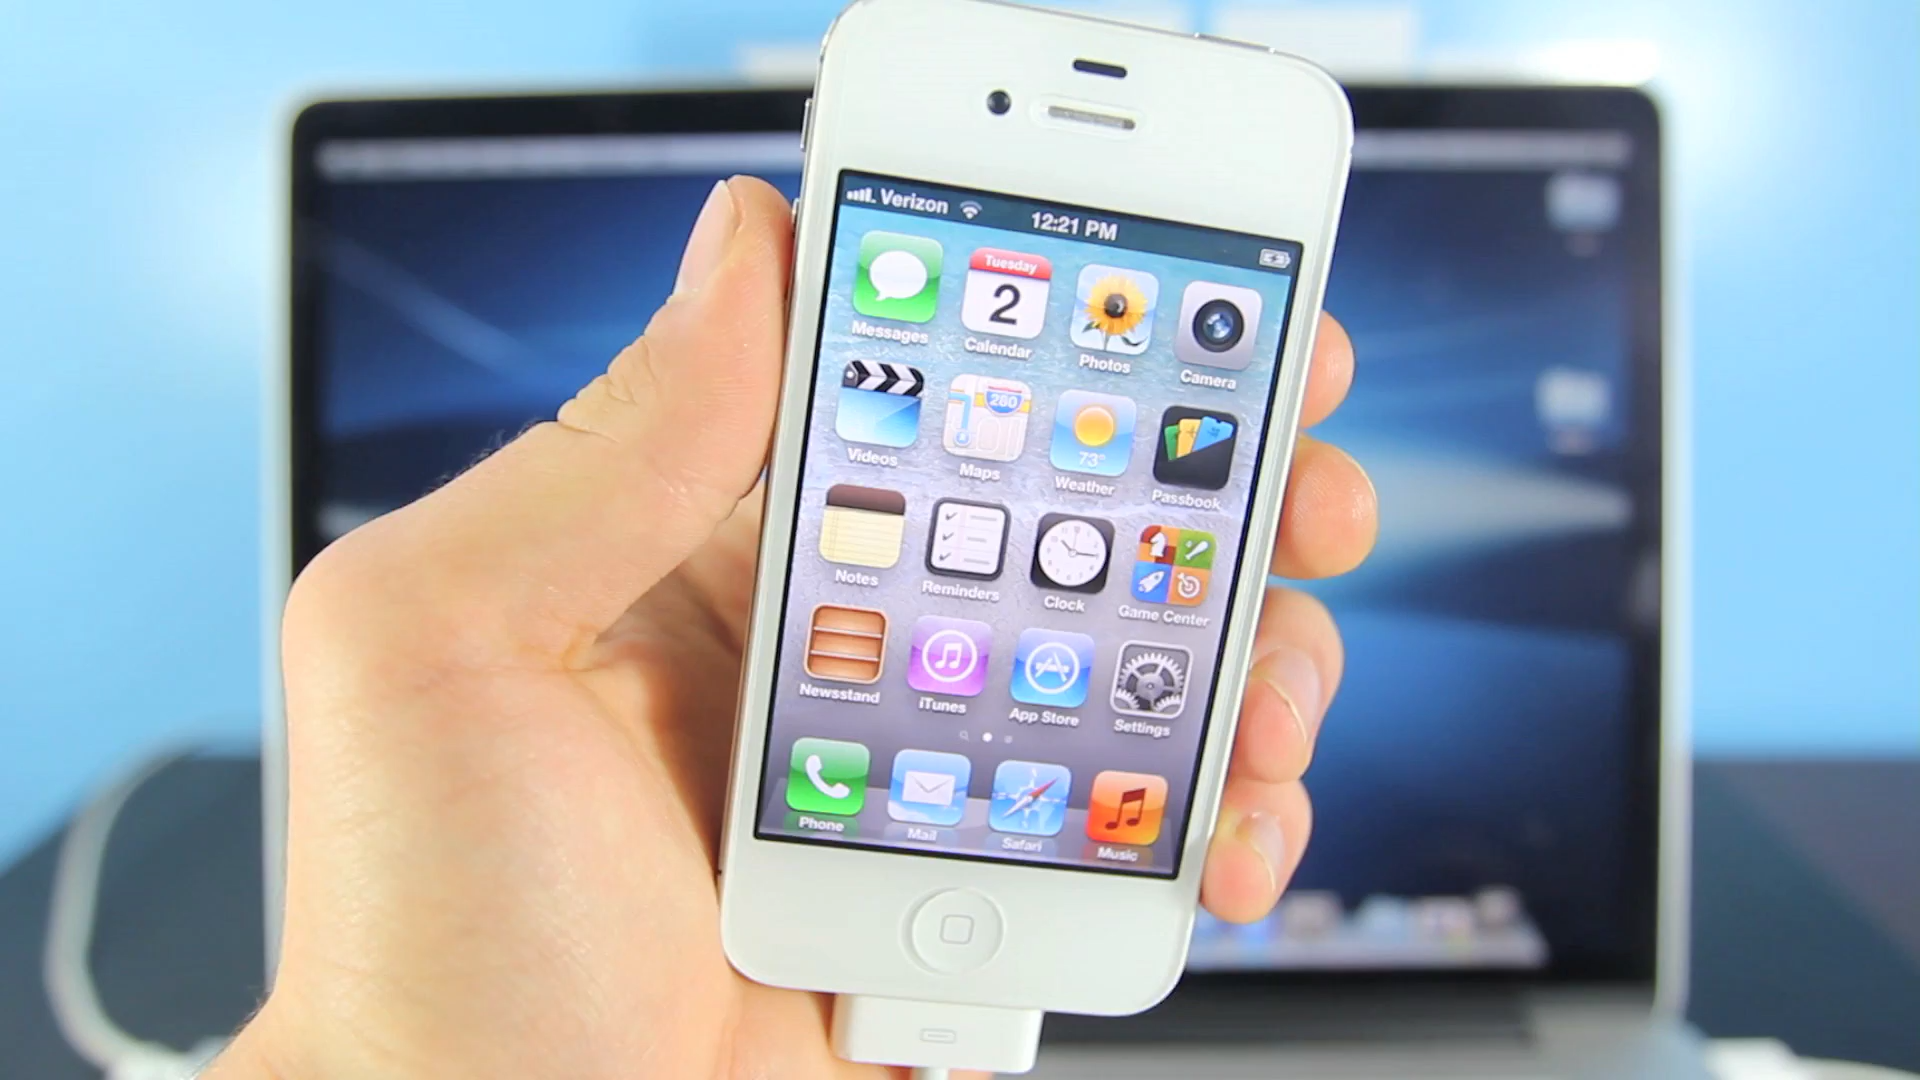 Verizon 12:21 PM
Tuesday
2
Messages Calendar Photos Camera
280
73°
Videos Maps Weather Passbook
Notes Reminders Clock Game Center
Newsstand iTunes App Store Settings
Phone Mail Safari Music